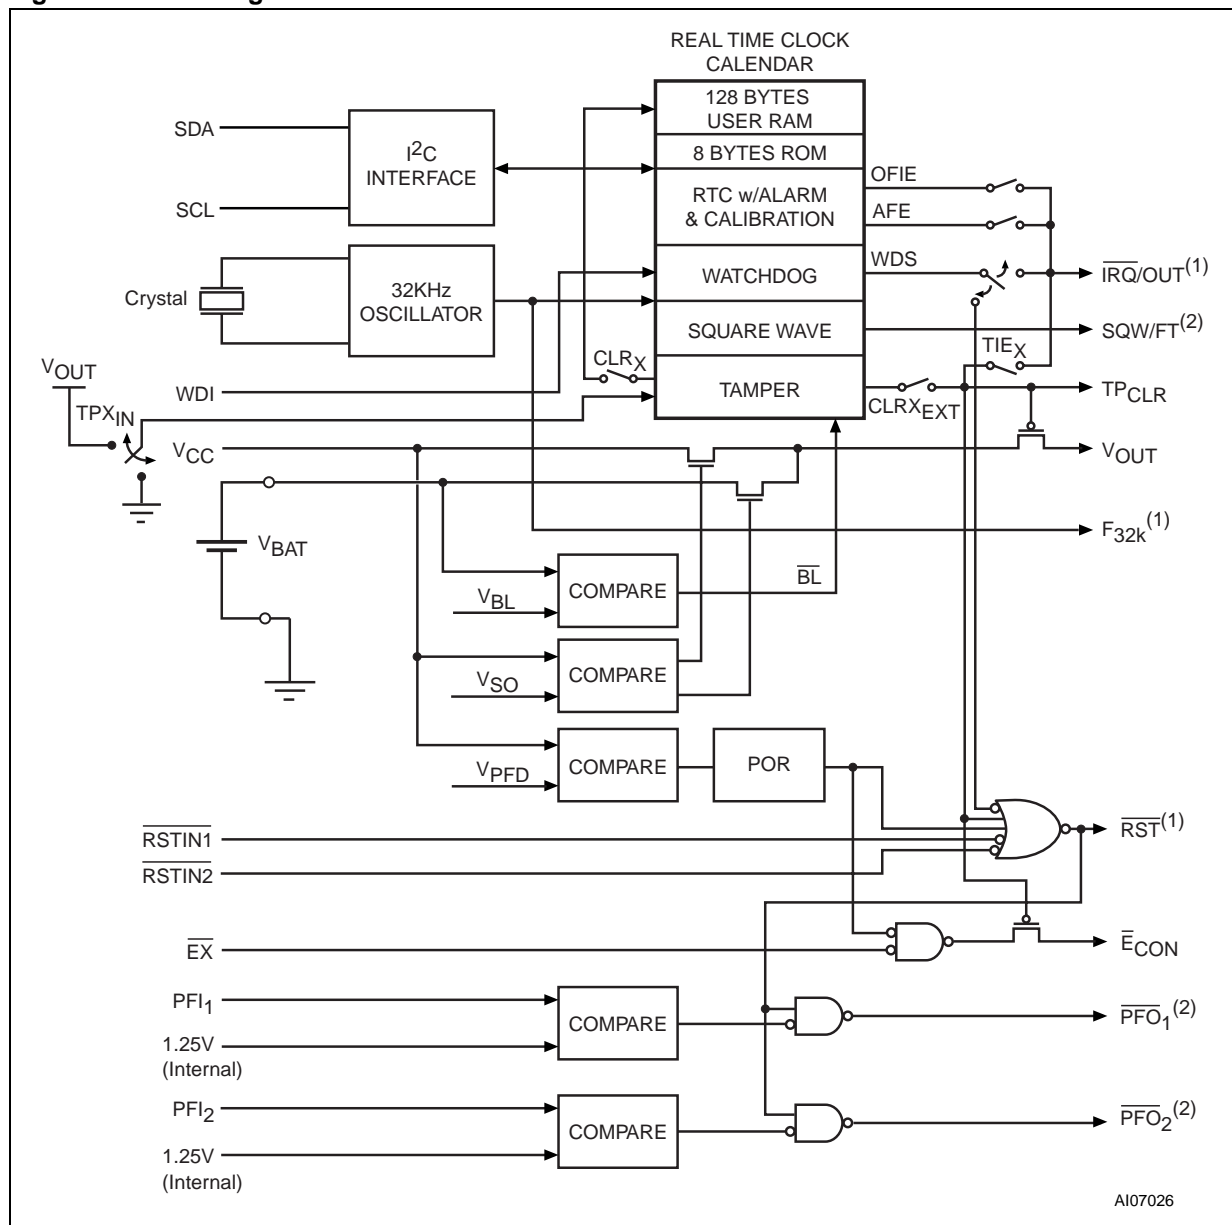 REAL TIME CLOCK
CALENDAR
128 BYTES
USER RAM
8 BYTES ROM
RTC w/ALARM
& CALIBRATION
WATCHDOG
SQUARE WAVE
TAMPER
SDA
SCL
I2C
INTERFACE
Crystal
32KHz
OSCILLATOR
OFIE
AFE
WDS
IRQ/OUT(1)
SQW/FT(2)
TIEX
CLRX
CLRXEXT
TPCLR
VOUT
TPXIN
WDI
VCC
VOUT
F32k(1)
VBAT
VBL
COMPARE
BL
VSO
COMPARE
VPFD
COMPARE
POR
RSTIN1
RSTIN2
RST(1)
EX
ECON
PFI1
1.25V
(Internal)
COMPARE
PFO1(2)
PFI2
1.25V
(Internal)
COMPARE
PFO2(2)
AI07026